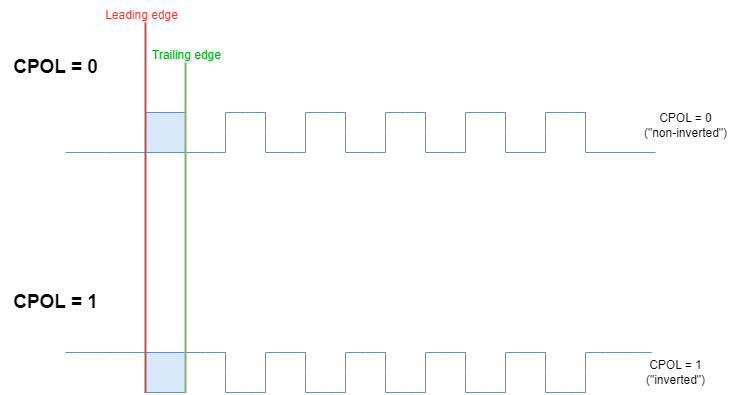 Leading edge
Trailing edge
CPOL = 0
CPOL = 0
("non-inverted")
CPOL = 1
CPOL = 1
("inverted")